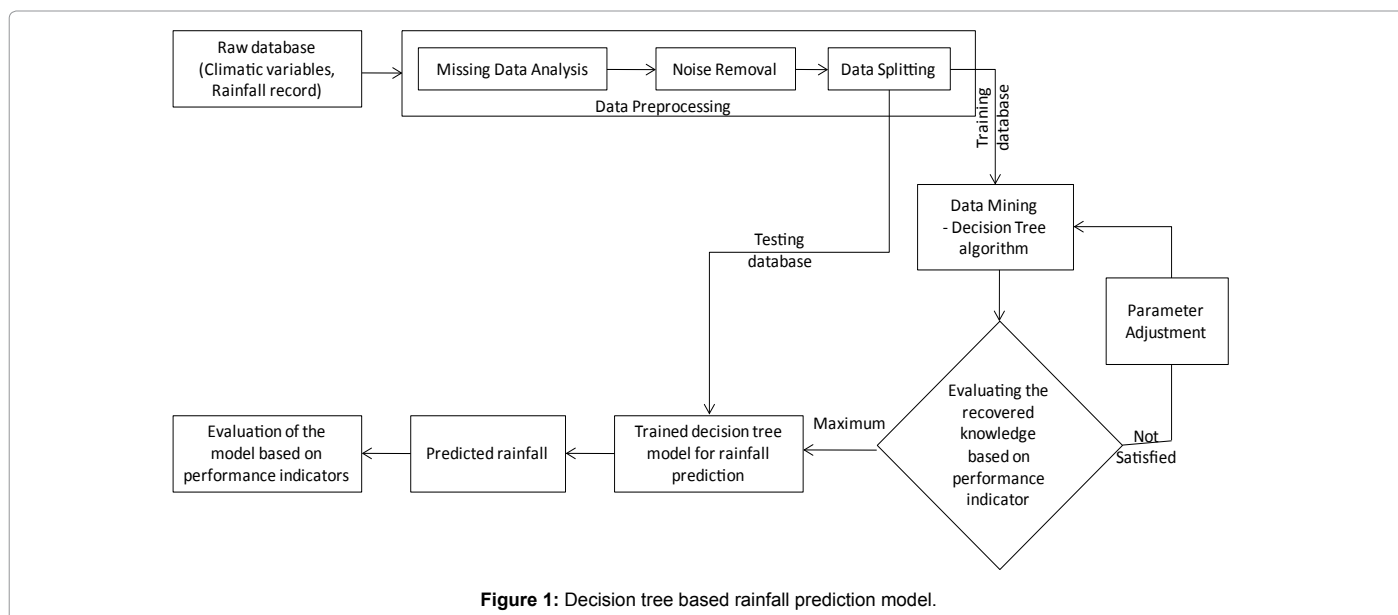 Raw database
(Climatic variables,
Rainfall record)
Missing Data Analysis
Noise Removal
Data Splitting
Data Preprocessing
Training
database
Testing
database
Data Mining
- Decision Tree
algorithm
Parameter
Adjustment
Evaluating the
recovered
knowledge
based on
performance
indicator
Not
Satisfied
Maximum
Trained decision tree
model for rainfall
prediction
Predicted rainfall
Evaluation of the
model based on
performance indicators
Figure 1: Decision tree based rainfall prediction model.